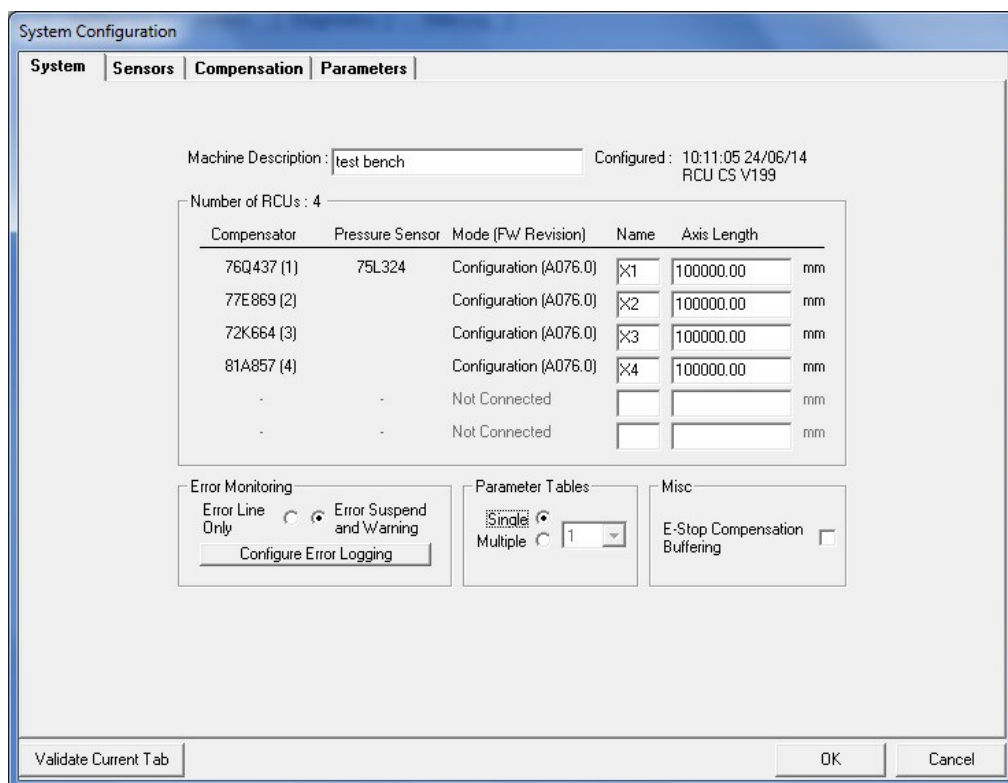 System Configuration
System Sensors Compensation Parameters
Machine Description : test bench Configured : 10:11:05 24/06/14
RCU CS V199
Number of RCUs : 4
Compensator Pressure Sensor Mode (FW Revision) Name Axis Length
76Q437 (1) 75L324 Configuration (A076.0) X1 100000.00 mm
77E869 (2) Configuration (A076.0) X2 100000.00 mm
72K664 (3) Configuration (A076.0) X3 100000.00 mm
81A857 (4) Configuration (A076.0) X4 100000.00 mm
- - Not Connected mm
- - Not Connected mm
Error Monitoring
Error Line
Only
Error Suspend
and Warning
Configure Error Logging
Parameter Tables
Single
Multiple 1
Misc
E-Stop Compensation
Buffering
Validate Current Tab OK Cancel